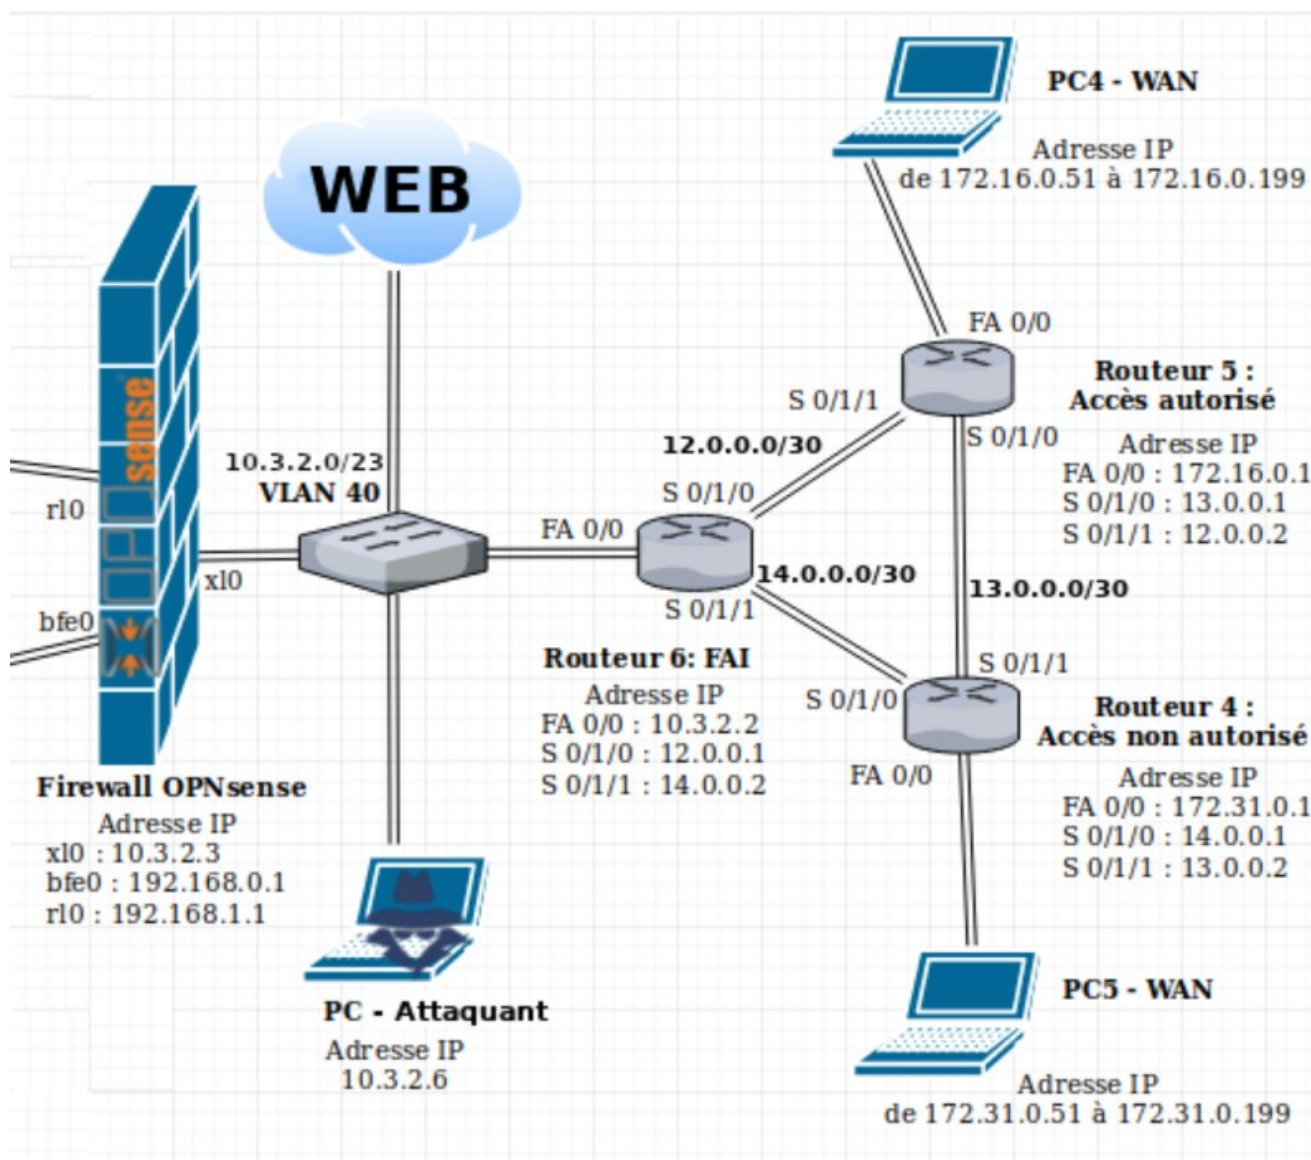 PC4 - WAN
Adresse IP
de 172.16.0.51 à 172.16.0.199
WEB
FA 0/0
Routeur 5 :
Accès autorisé
Adresse IP
FA 0/0 : 172.16.0.1
S 0/1/0 : 13.0.0.1
S 0/1/1 : 12.0.0.2
S 0/1/1
S 0/1/0
12.0.0.0/30
10.3.2.0/23
VLAN 40
S 0/1/0
FA 0/0
OPNsense
rl0
xl0
bfe0
14.0.0.0/30
13.0.0.0/30
S 0/1/1
Routeur 6: FAI
Adresse IP
FA 0/0 : 10.3.2.2
S 0/1/0 : 12.0.0.1
S 0/1/1 : 14.0.0.2
S 0/1/1
S 0/1/0
FA 0/0
Routeur 4 :
Accès non autorisé
Adresse IP
FA 0/0 : 172.31.0.1
S 0/1/0 : 14.0.0.1
S 0/1/1 : 13.0.0.2
Firewall OPNsense
Adresse IP
xl0 : 10.3.2.3
bfe0 : 192.168.0.1
rl0 : 192.168.1.1
PC - Attaquant
Adresse IP
10.3.2.6
PC5 - WAN
Adresse IP
de 172.31.0.51 à 172.31.0.199